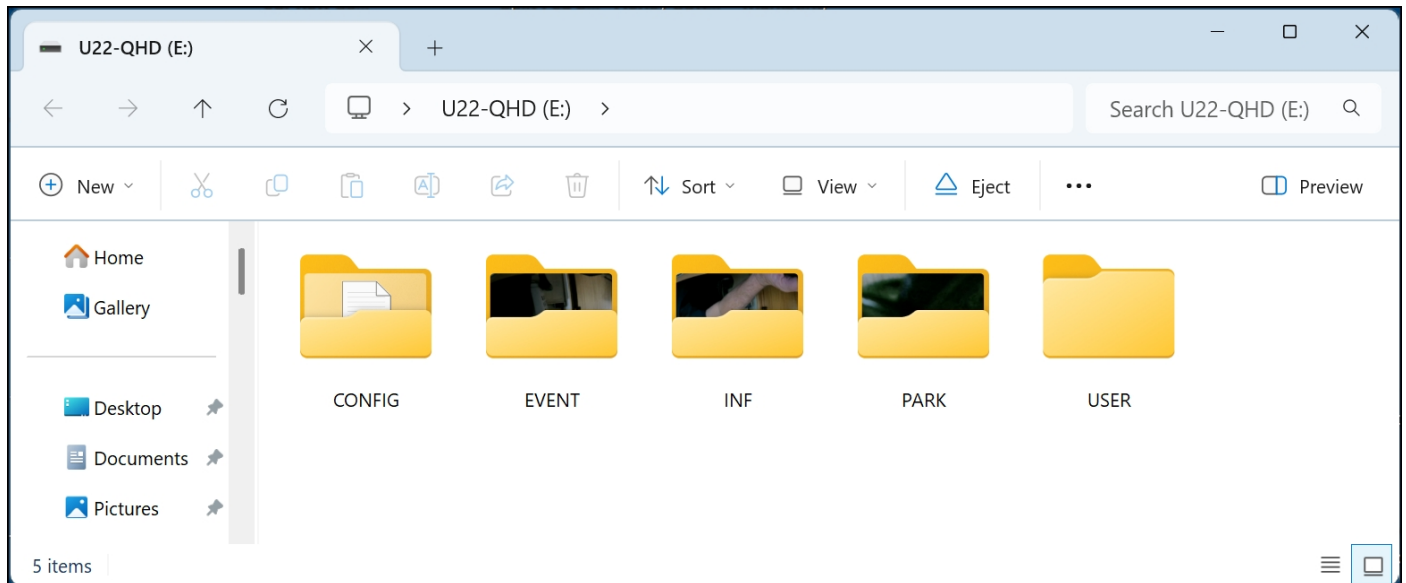 U22-QHD (E:)
U22-QHD (E:)
Search U22-QHD (E:)
New
Sort
View
Eject
Preview
Home
Gallery
Desktop
Documents
Pictures
CONFIG
EVENT
INF
PARK
USER
5 items